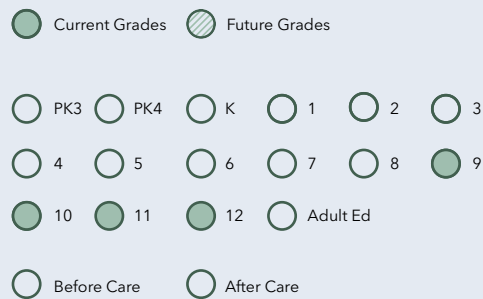 Current Grades Future Grades
PK3 PK4 K 1 2 3
4 5 6 7 8 9
10 11 12 Adult Ed
Before Care After Care